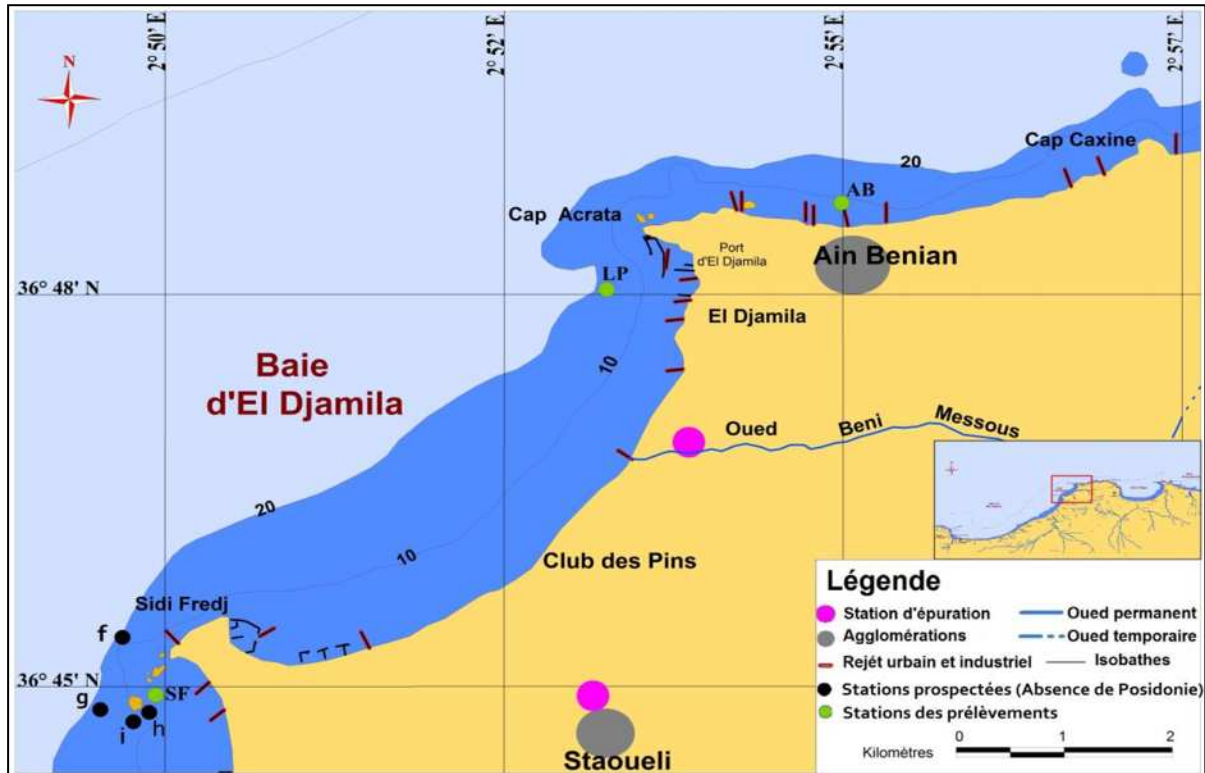 2° 50' E
2° 52' E
2° 55' E
2° 57' E
N
Cap Caxine
20
AB
Cap Acrata
Port
d'El Djamila
Ain Benian
LP
36° 48' N
El Djamila
Baie
d'El Djamila
10
Oued Beni Messous
20
10
Club des Pins
Sidi Fredj
f
36° 45' N
SF
g
h
i
Staoueli
Légende
Station d'épuration
Oued permanent
Agglomérations
Oued temporaire
Rejét urbain et industriel
Isobathes
Stations prospectées (Absence de Posidonie)
Stations des prélèvements
0 1 2
Kilomètres